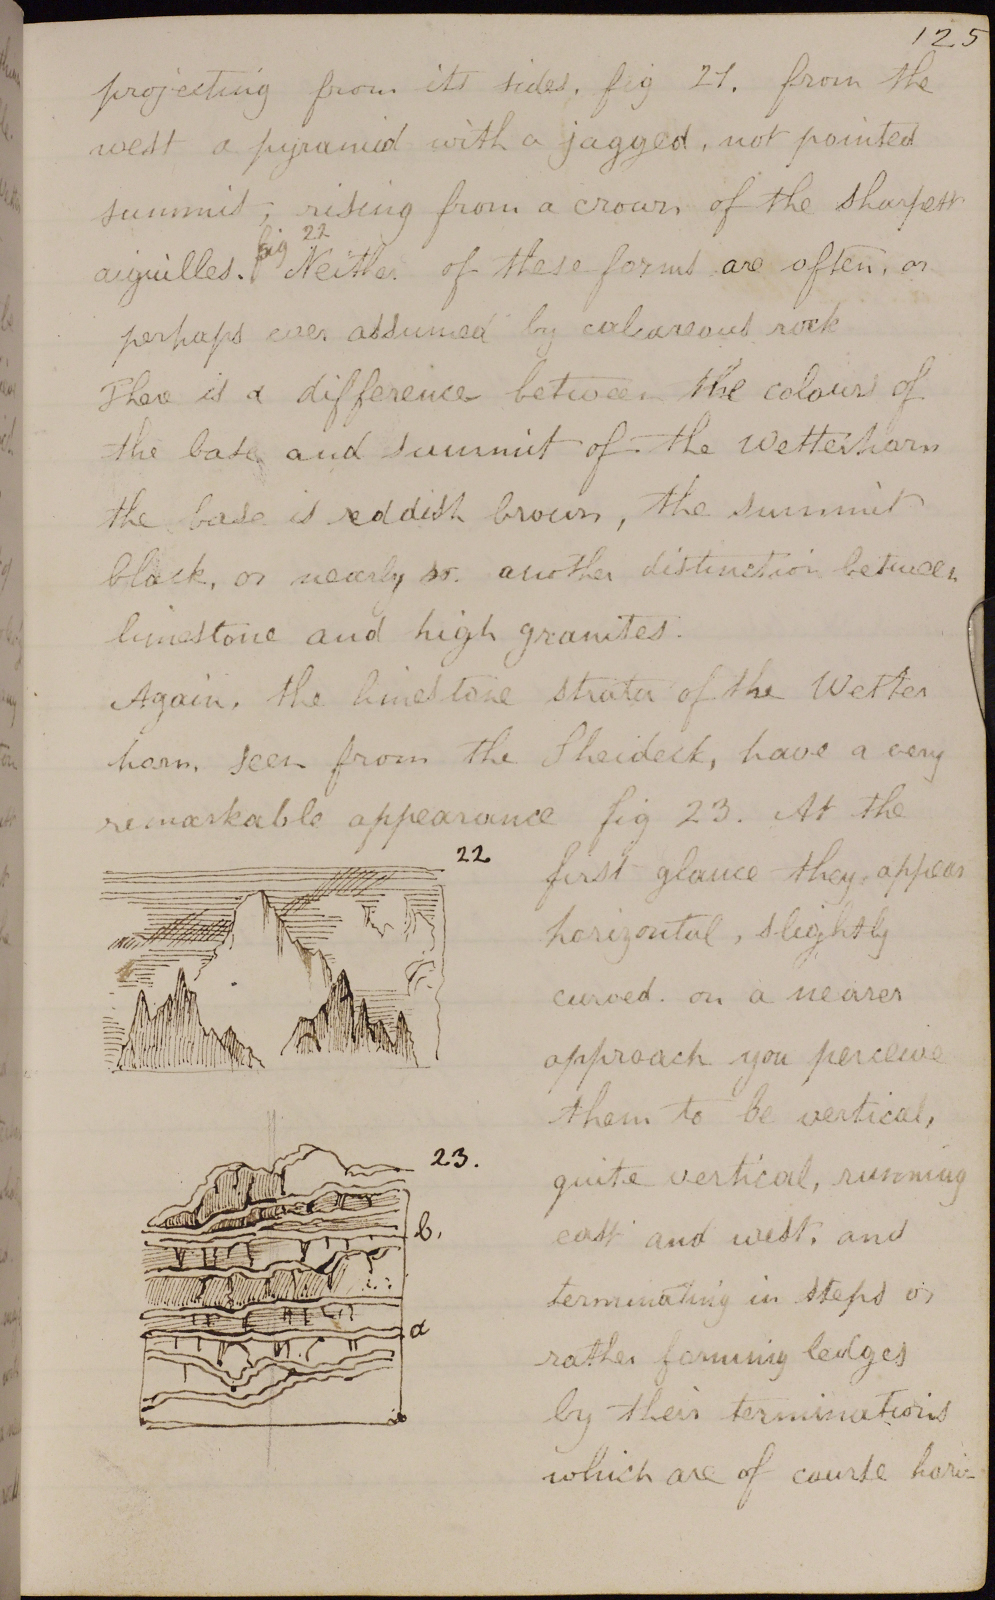 125
projecting from its sides, fig 21. from the
west a pyramid with a jagged, not pointed
summit, rising from a crown of the sharpest
fig 22
aiguilles. Neither of these forms are often, or
perhaps ever assumed by calcareous rock
There is a difference between the colours of
the base and summit of the Wetterhorn
the base is reddish brown, the summit
black, or nearly so. another distinction between
limestone and high granites.
Again, the limestone strata of the Wetter
horn, seen from the Sheideck, have a very
remarkable appearance fig 23. At the
22
first glance they appear
horizontal, slightly
curved. on a nearer
approach you perceive
them to be vertical,
23.
quite vertical, running
b.
east and west, and
terminating in steps or
a
rather forming ledges
by their terminations
which are of course horiz